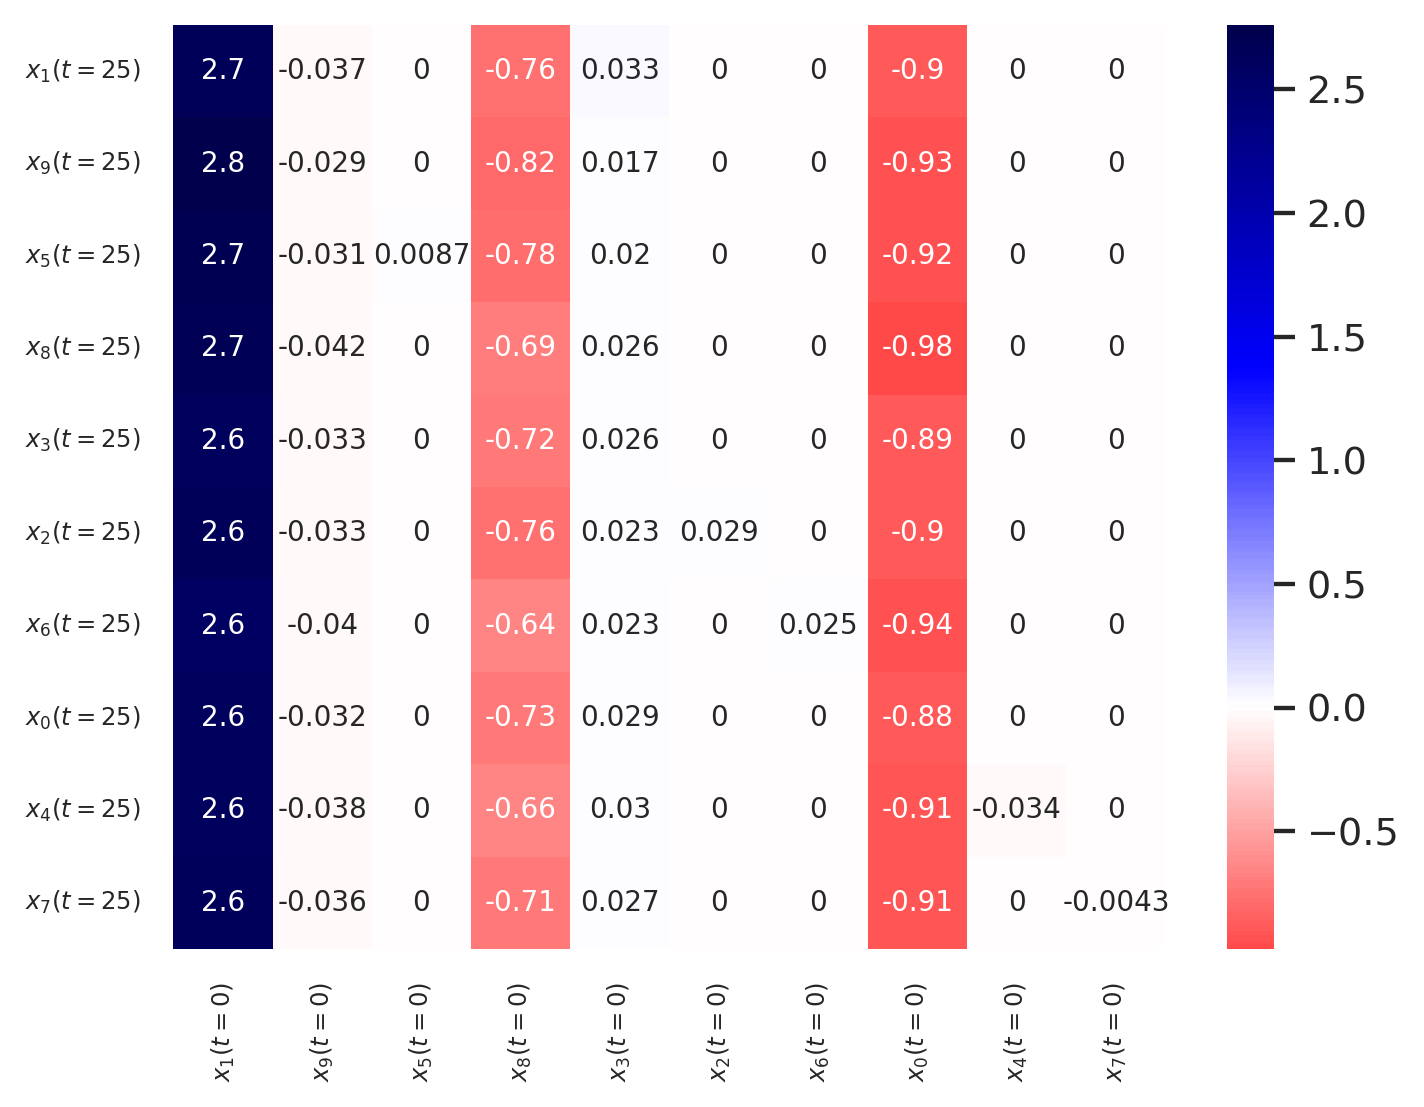 x₁(t = 25) 2.7 -0.037 0 -0.76 0.033 0 0 -0.9 0 0
x₉(t = 25) 2.8 -0.029 0 -0.82 0.017 0 0 -0.93 0 0
x₅(t = 25) 2.7 -0.031 0.0087 -0.78 0.02 0 0 -0.92 0 0
x₈(t = 25) 2.7 -0.042 0 -0.69 0.026 0 0 -0.98 0 0
x₃(t = 25) 2.6 -0.033 0 -0.72 0.026 0 0 -0.89 0 0
x₂(t = 25) 2.6 -0.033 0 -0.76 0.023 0.029 0 -0.9 0 0
x₆(t = 25) 2.6 -0.04 0 -0.64 0.023 0 0.025 -0.94 0 0
x₀(t = 25) 2.6 -0.032 0 -0.73 0.029 0 0 -0.88 0 0
x₄(t = 25) 2.6 -0.038 0 -0.66 0.03 0 0 -0.91 -0.034 0
x₇(t = 25) 2.6 -0.036 0 -0.71 0.027 0 0 -0.91 0 -0.0043
x₁(t = 0) x₉(t = 0) x₅(t = 0) x₈(t = 0) x₃(t = 0) x₂(t = 0) x₆(t = 0) x₀(t = 0) x₄(t = 0) x₇(t = 0)
2.5
2.0
1.5
1.0
0.5
0.0
−0.5